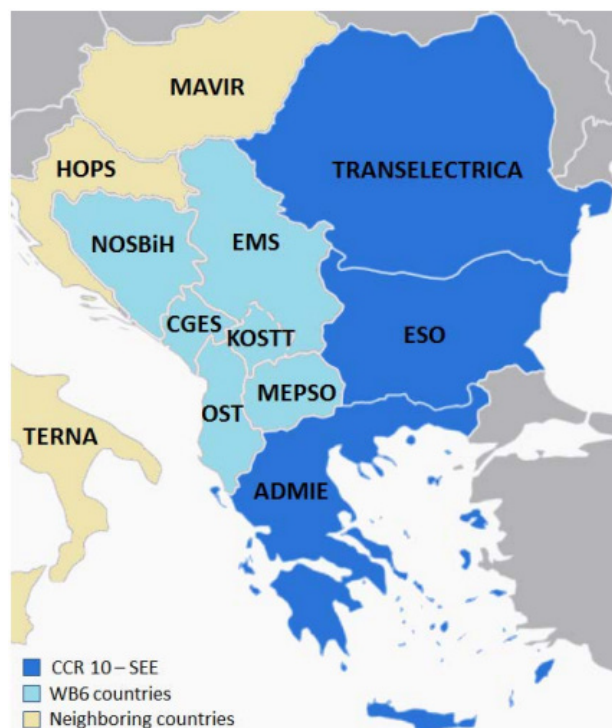 MAVIR
HOPS
TRANSELECTRICA
NOSBiH
EMS
CGES
KOSTT
ESO
OST
MEPSO
TERNA
ADMIE
CCR 10 – SEE
WB6 countries
Neighboring countries